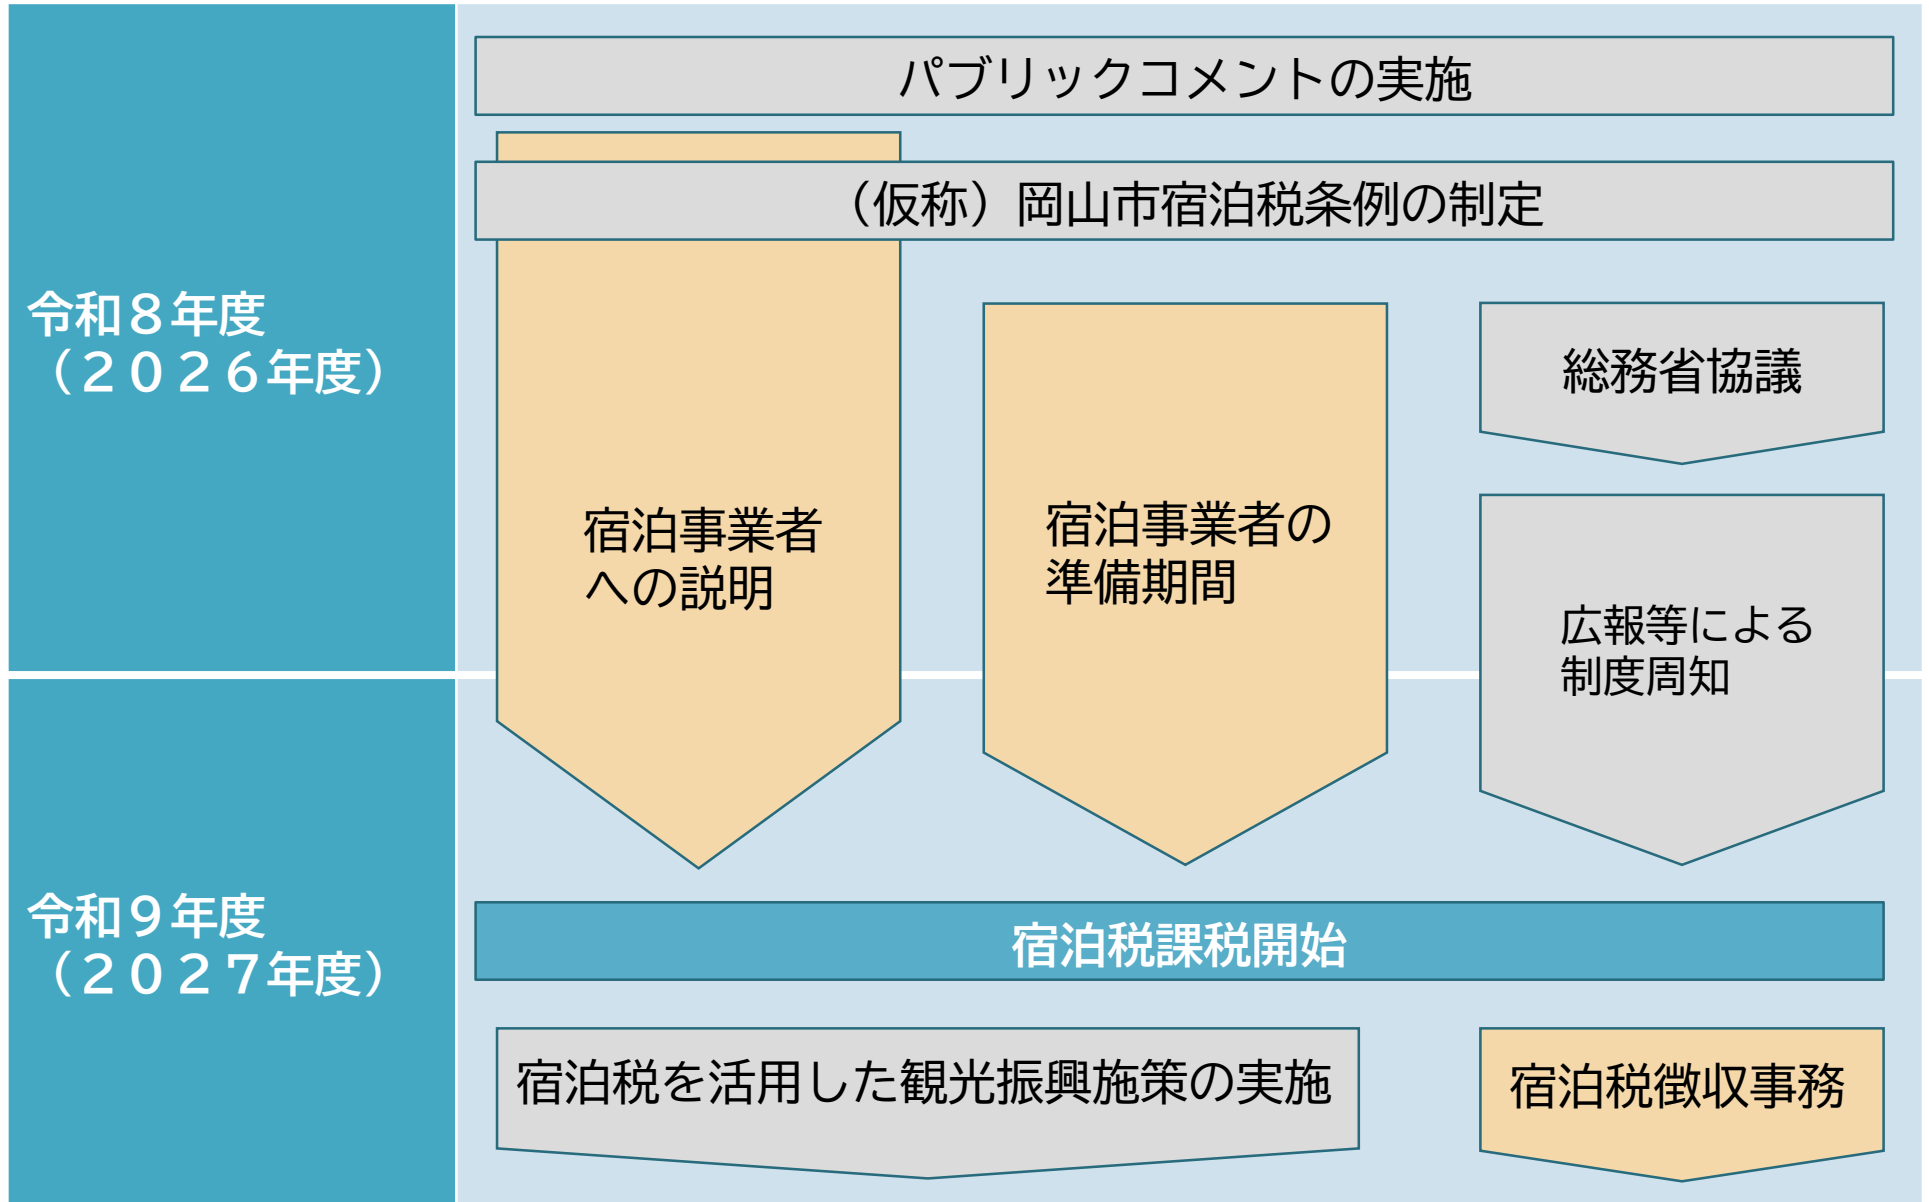 令和８年度
（２０２６年度）
パブリックコメントの実施
（仮称）岡山市宿泊税条例の制定
宿泊事業者
への説明
宿泊事業者の
準備期間
総務省協議
広報等による
制度周知
令和９年度
（２０２７年度）
宿泊税課税開始
宿泊税を活用した観光振興施策の実施
宿泊税徴収事務